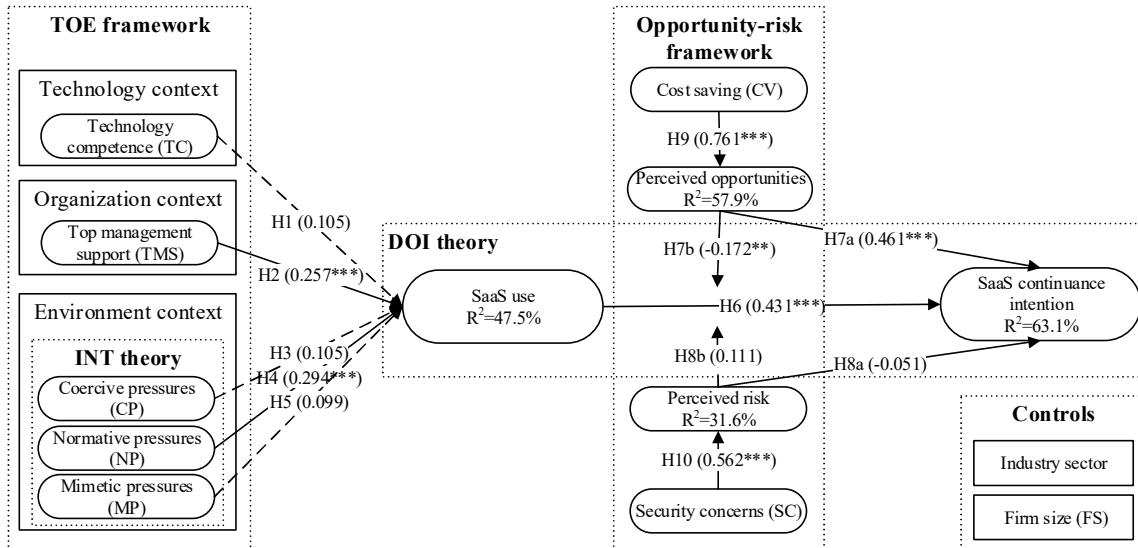 TOE framework
Technology context
Technology
competence (TC)
Organization context
Top management
support (TMS)
Environment context
INT theory
Coercive pressures
(CP)
Normative pressures
(NP)
Mimetic pressures
(MP)
H1 (0.105)
H2 (0.257***)
H3 (0.105)
H4 (0.294***)
H5 (0.099)
DOI theory
SaaS use
R²=47.5%
Opportunity-risk
framework
Cost saving (CV)
H9 (0.761***)
Perceived opportunities
R²=57.9%
H7b (-0.172**)
H7a (0.461***)
H6 (0.431***)
H8b (0.111)
H8a (-0.051)
Perceived risk
R²=31.6%
H10 (0.562***)
Security concerns (SC)
SaaS continuance
intention
R²=63.1%
Controls
Industry sector
Firm size (FS)